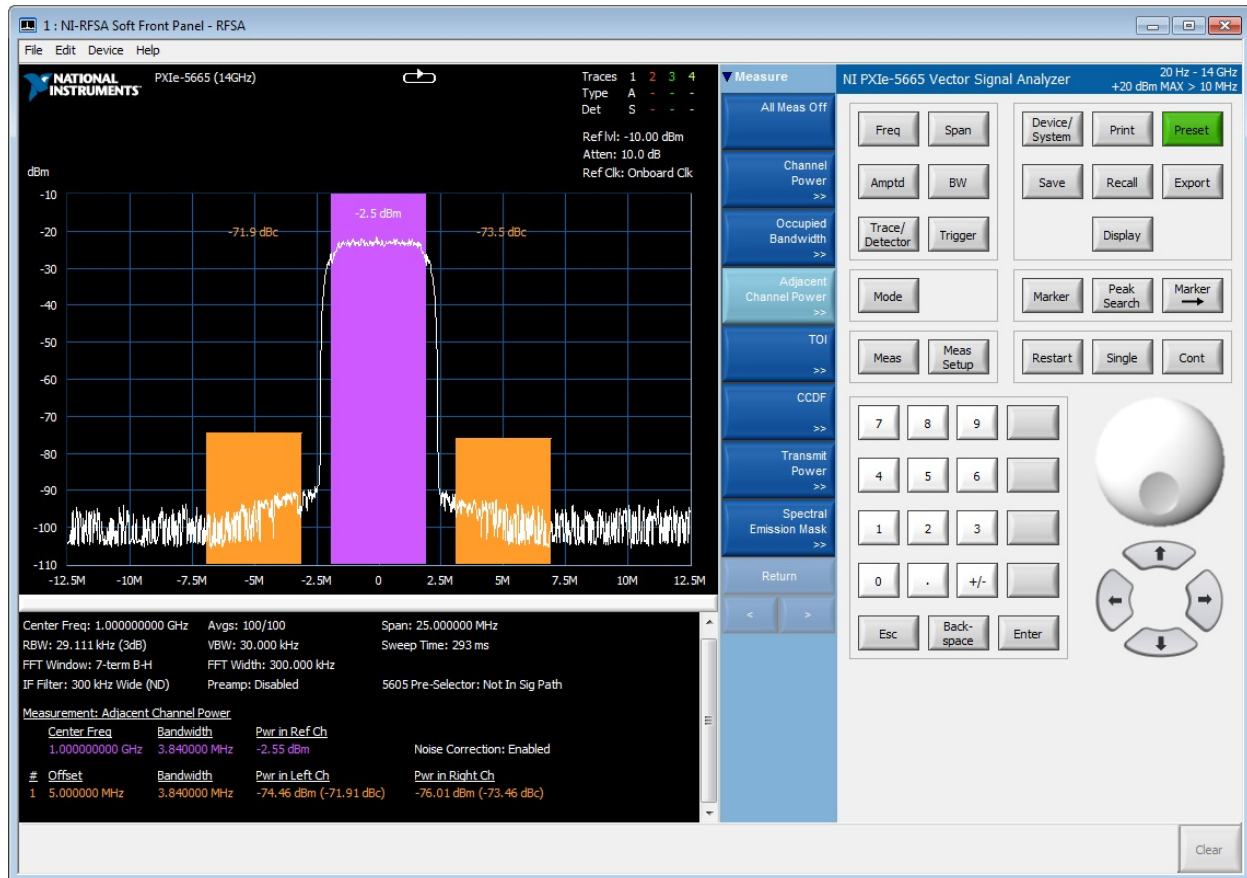 1 : NI-RFSA Soft Front Panel - RFSA
File Edit Device Help
NATIONAL INSTRUMENTS
PXIe-5665 (14GHz)
Traces 1 2 3 4
Type A - - -
Det S - - -
Ref lvl: -10.00 dBm
Atten: 10.0 dB
Ref Clk: Onboard Clk
dBm
-10
-20
-30
-40
-50
-60
-70
-80
-90
-100
-110
-71.9 dBc
-2.5 dBm
-73.5 dBc
-12.5M -10M -7.5M -5M -2.5M 0 2.5M 5M 7.5M 10M 12.5M
Center Freq: 1.000000000 GHz Avgs: 100/100 Span: 25.000000 MHz
RBW: 29.111 kHz (3dB) VBW: 30.000 kHz Sweep Time: 293 ms
FFT Window: 7-term B-H FFT Width: 300.000 kHz
IF Filter: 300 kHz Wide (ND) Preamp: Disabled 5605 Pre-Selector: Not In Sig Path
Measurement: Adjacent Channel Power
Center Freq Bandwidth Pwr in Ref Ch
1.000000000 GHz 3.840000 MHz -2.55 dBm Noise Correction: Enabled
# Offset Bandwidth Pwr in Left Ch Pwr in Right Ch
1 5.000000 MHz 3.840000 MHz -74.46 dBm (-71.91 dBc) -76.01 dBm (-73.46 dBc)
Measure
All Meas Off
Channel
Power
>>
Occupied
Bandwidth
>>
Adjacent
Channel Power
>>
TOI
>>
CCDF
>>
Transmit
Power
>>
Spectral
Emission Mask
>>
Return
< >
NI PXIe-5665 Vector Signal Analyzer
20 Hz - 14 GHz
+20 dBm MAX > 10 MHz
Freq Span
Device/
System
Print Preset
Amptd BW Save Recall Export
Trace/
Detector
Trigger Display
Mode Marker
Peak
Search
Marker
Meas
Meas
Setup
Restart Single Cont
7 8 9
4 5 6
1 2 3
0 . +/-
Esc
Back-
space
Enter
Clear